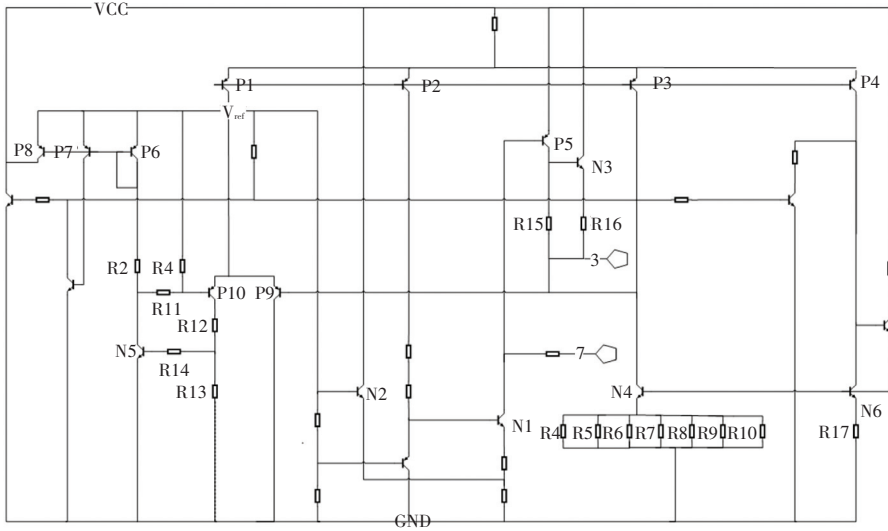 VCC
P1
P2
P3
P4
Vref
P8
P7
P6
P5
N3
R15
R16
R2
R4
3
R11
P10
P9
R12
N5
R14
7
R13
N2
N4
N6
N1
R4
R5
R6
R7
R8
R9
R10
R17
GND